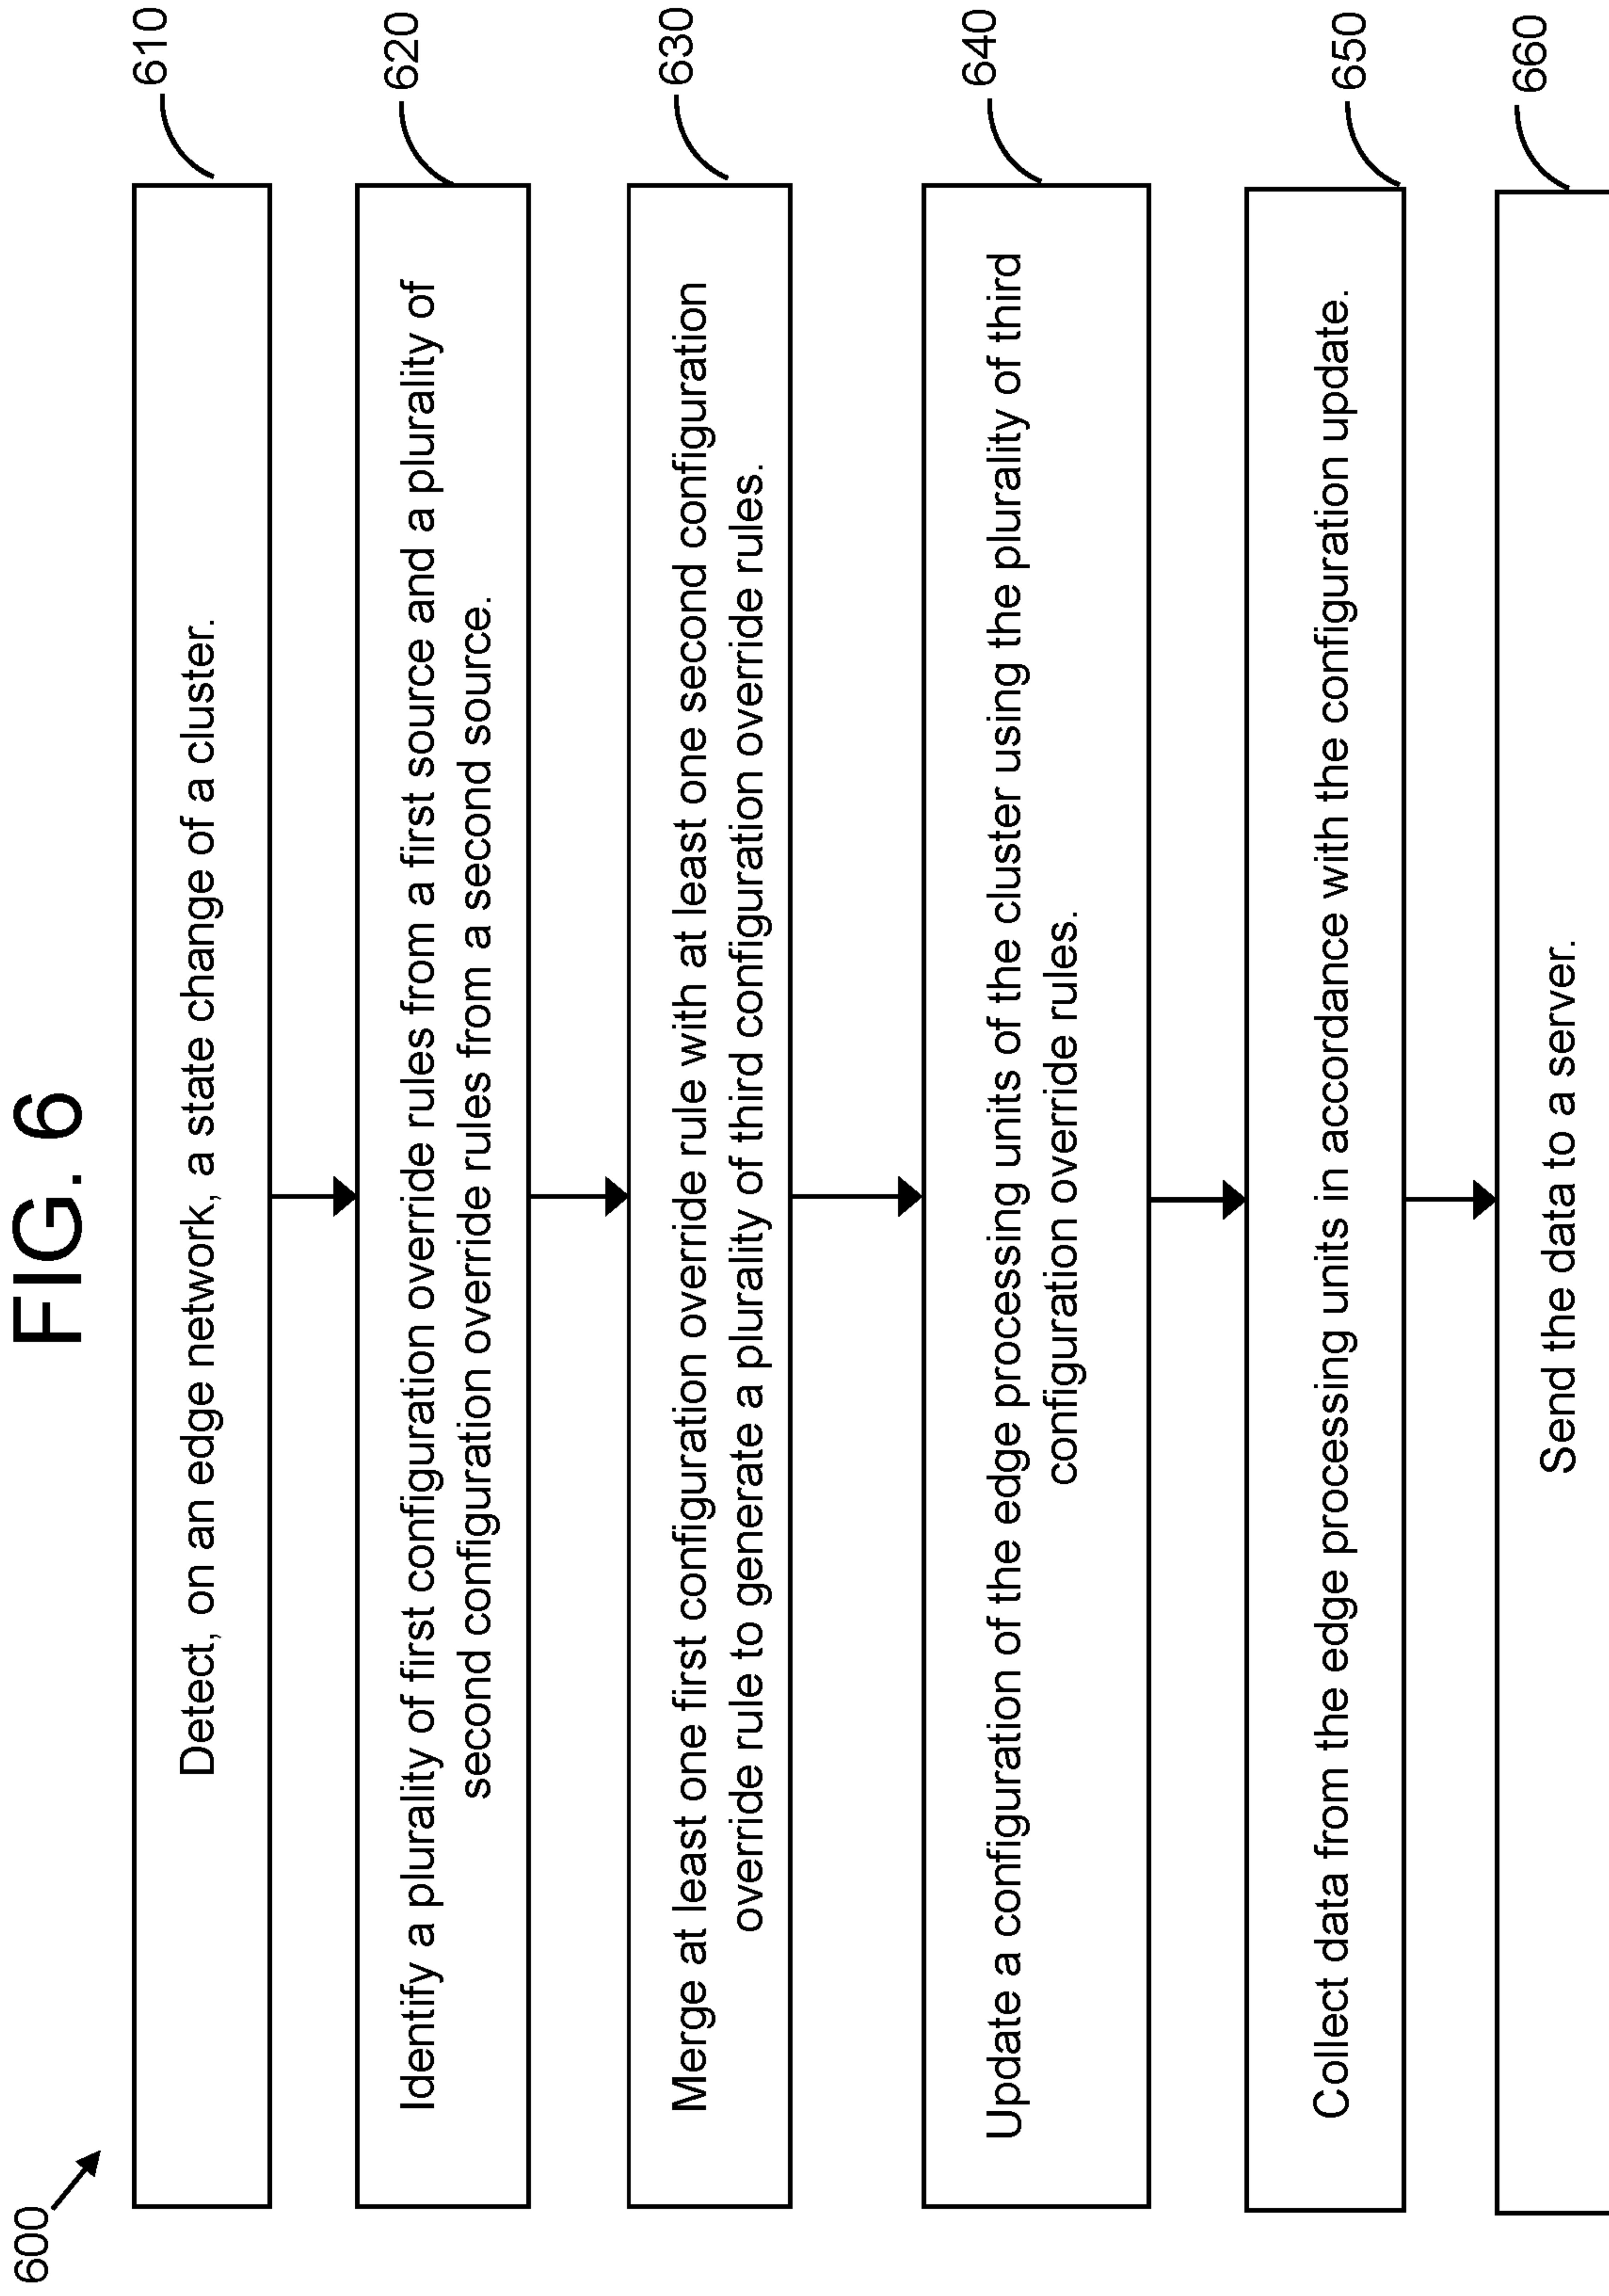 FIG. 6
600
Detect, on an edge network, a state change of a cluster.
610
Identify a plurality of first configuration override rules from a first source and a plurality of
second configuration override rules from a second source.
620
Merge at least one first configuration override rule with at least one second configuration
override rule to generate a plurality of third configuration override rules.
630
Update a configuration of the edge processing units of the cluster using the plurality of third
configuration override rules.
640
Collect data from the edge processing units in accordance with the configuration update.
650
Send the data to a server.
660